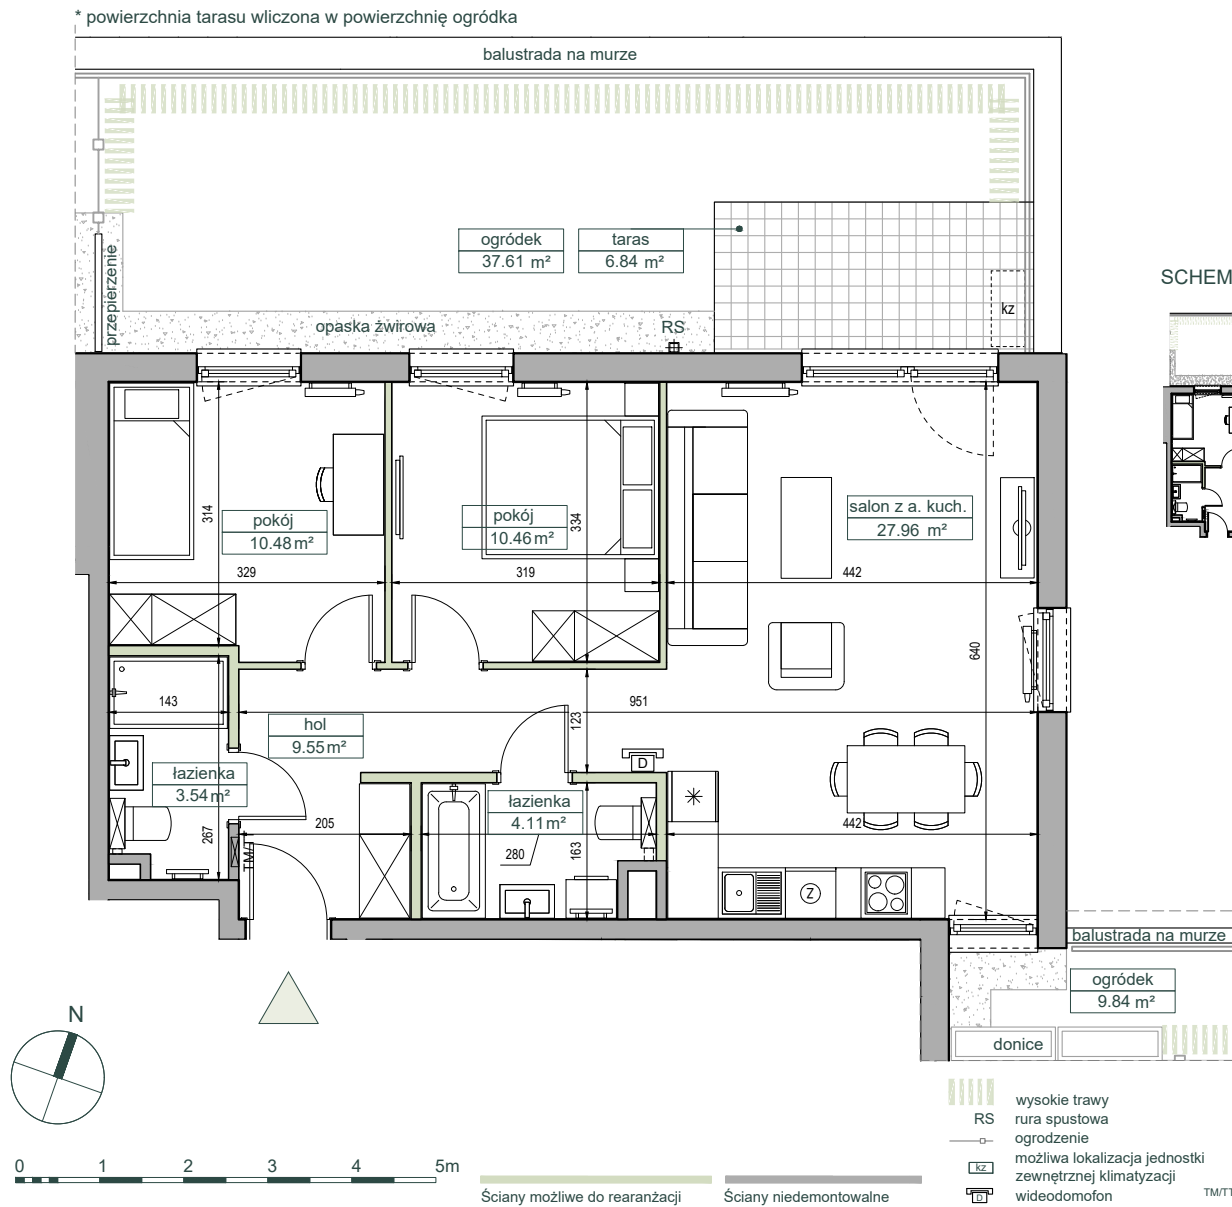 * powierzchnia tarasu wliczona w powierzchnię ogródka
balustrada na murze
ogródek
37.61 m²
taras
6.84 m²
przepierzenie
opaska żwirowa
RS
kz
SCHEM
314
pokój
10.48 m²
329
pokój
10.46 m²
334
319
salon z a. kuch.
27.96 m²
442
640
143
951
hol
9.55 m²
123
D
łazienka
3.54 m²
267
TM/
205
łazienka
4.11 m²
280
163
442
Z
balustrada na murze
ogródek
9.84 m²
donice
N
0 1 2 3 4 5m
Ściany możliwe do rearanżacji
Ściany niedemontowalne
wysokie trawy
RS rura spustowa
ogrodzenie
kz możliwa lokalizacja jednostki
zewnętrznej klimatyzacji
D wideodomofon
TM/TT